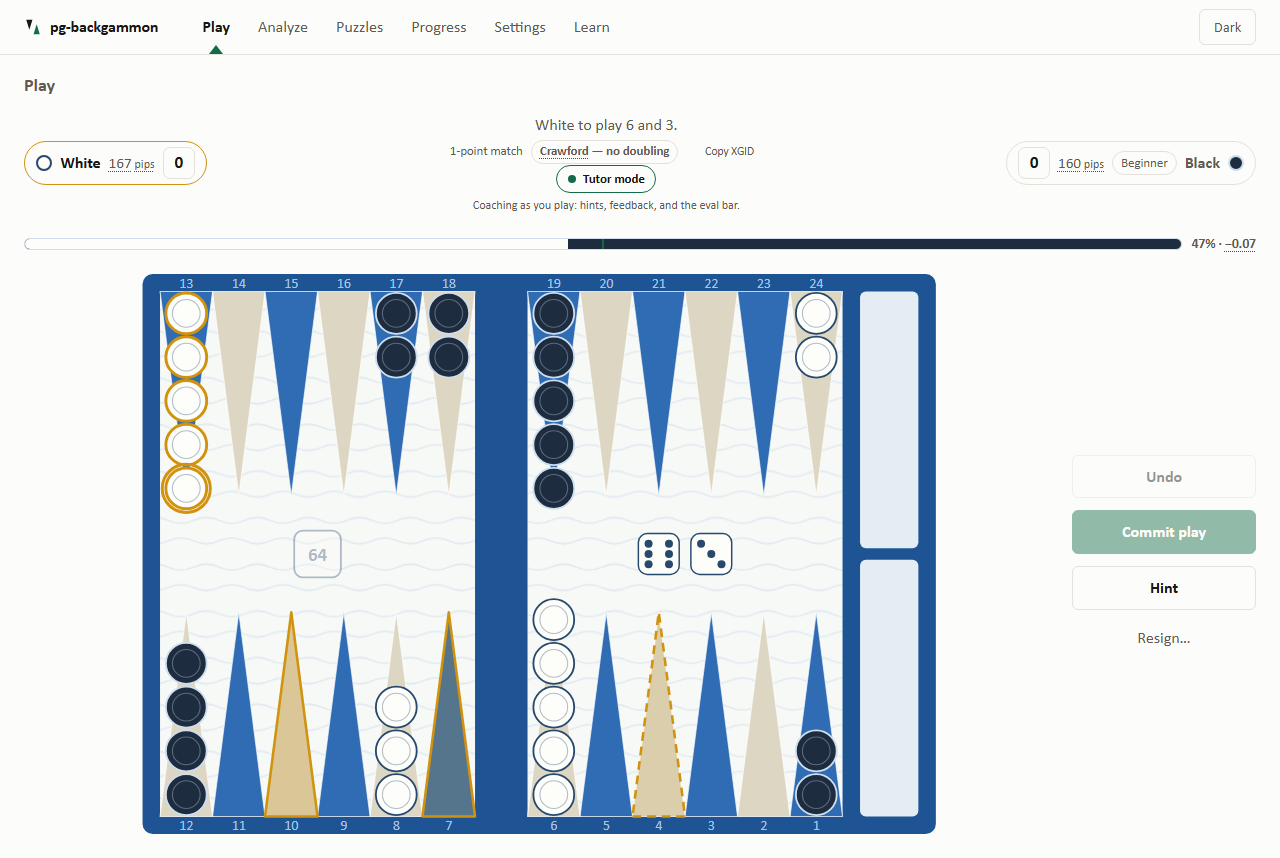 pg-backgammon Play Analyze Puzzles Progress Settings Learn Dark
Play
White to play 6 and 3.
White 167 pips 0
1-point match Crawford — no doubling Copy XGID
0 160 pips Beginner Black
Tutor mode
Coaching as you play: hints, feedback, and the eval bar.
47% · −0.07
13 14 15 16 17 18 19 20 21 22 23 24
64
12 11 10 9 8 7 6 5 4 3 2 1
Undo
Commit play
Hint
Resign...